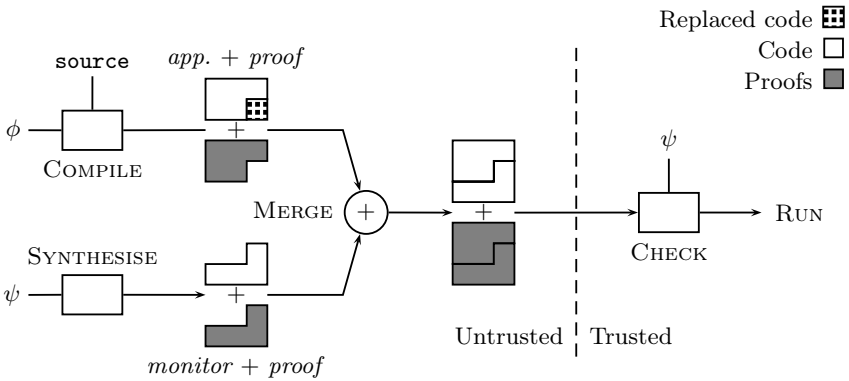 Replaced code
Code
Proofs
source
app. + proof
ϕ
+
COMPILE
ψ
MERGE
+
+
RUN
CHECK
SYNTHESISE
ψ
+
monitor + proof
Untrusted
Trusted